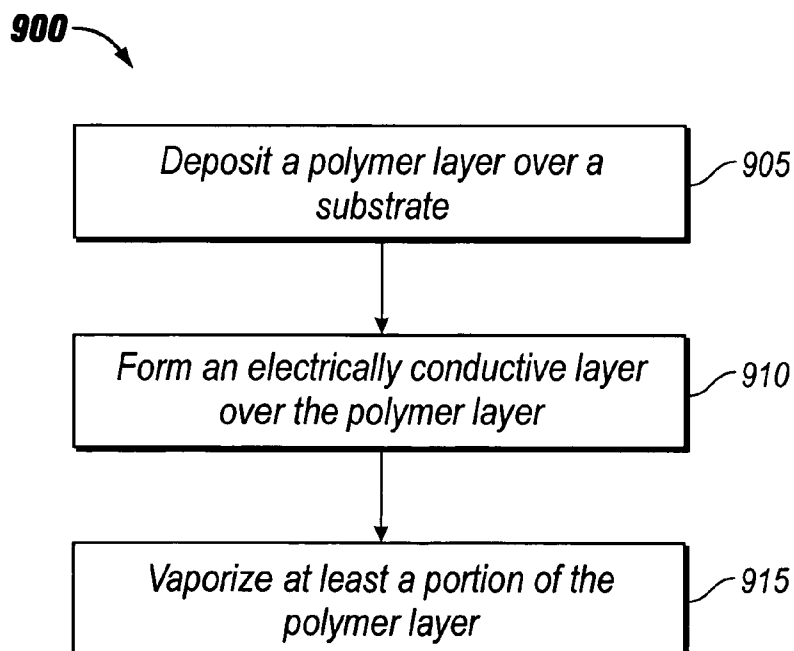 900
Deposit a polymer layer over a
substrate
905
Form an electrically conductive layer
over the polymer layer
910
Vaporize at least a portion of the
polymer layer
915